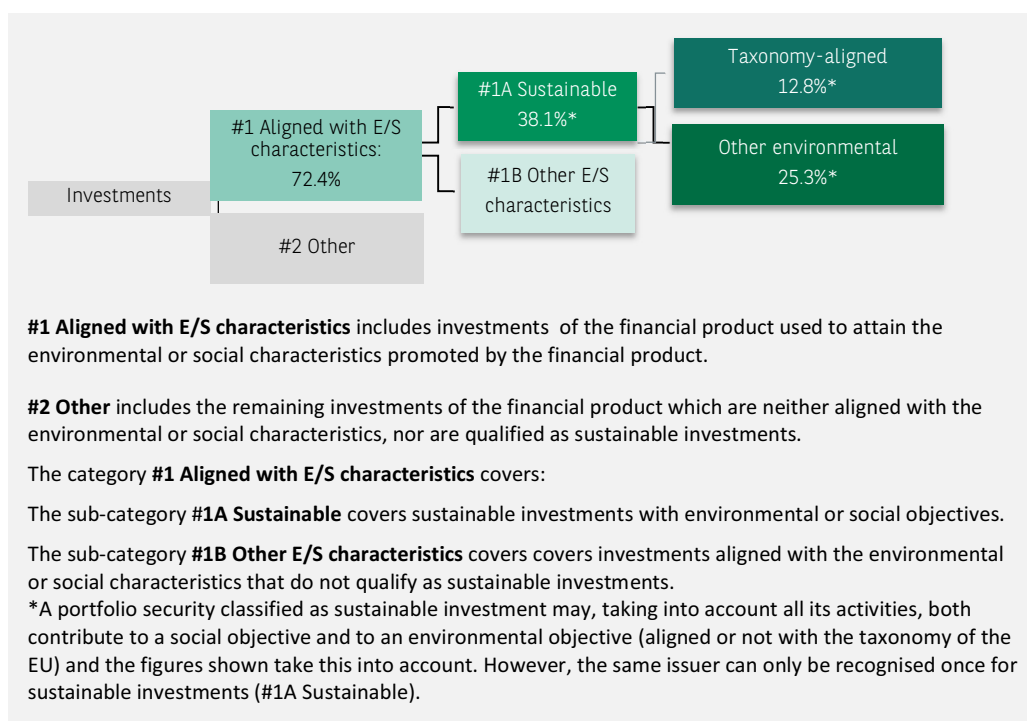 Investments
#1 Aligned with E/S
characteristics:
72.4%
#2 Other
#1A Sustainable
38.1%*
#1B Other E/S
characteristics
Taxonomy-aligned
12.8%*
Other environmental
25.3%*
#1 Aligned with E/S characteristics includes investments of the financial product used to attain the
environmental or social characteristics promoted by the financial product.
#2 Other includes the remaining investments of the financial product which are neither aligned with the
environmental or social characteristics, nor are qualified as sustainable investments.
The category #1 Aligned with E/S characteristics covers:
The sub-category #1A Sustainable covers sustainable investments with environmental or social objectives.
The sub-category #1B Other E/S characteristics covers covers investments aligned with the environmental
or social characteristics that do not qualify as sustainable investments.
*A portfolio security classified as sustainable investment may, taking into account all its activities, both
contribute to a social objective and to an environmental objective (aligned or not with the taxonomy of the
EU) and the figures shown take this into account. However, the same issuer can only be recognised once for
sustainable investments (#1A Sustainable).